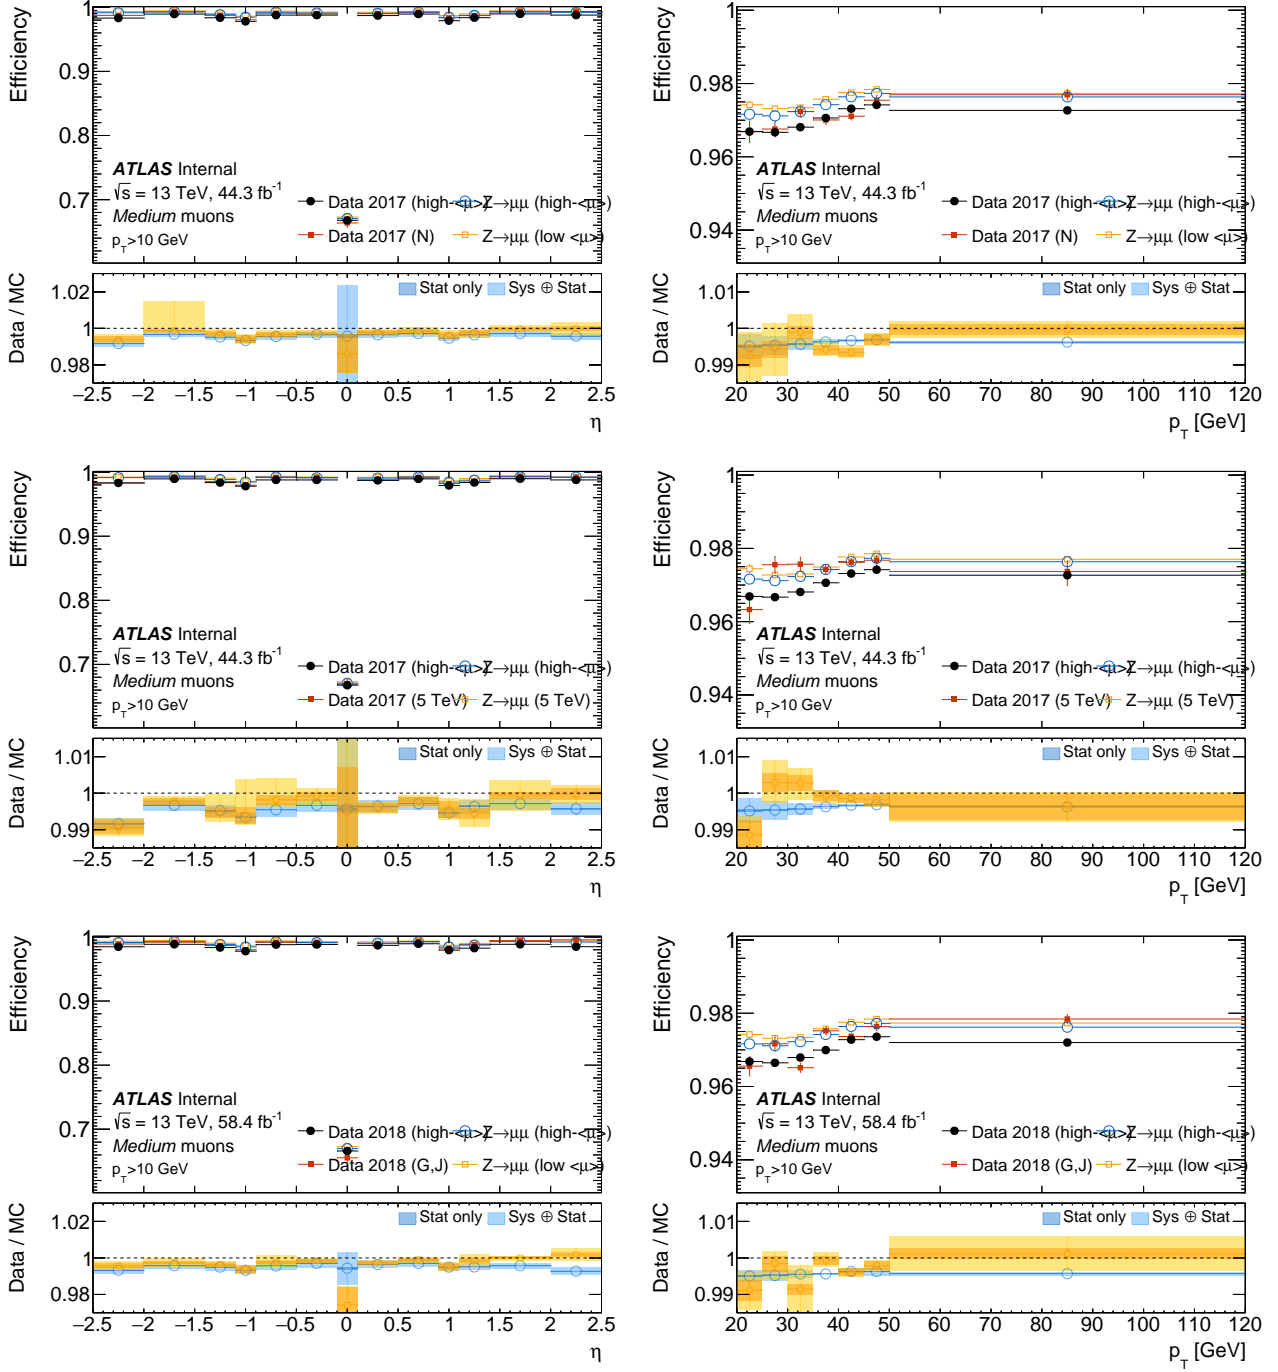 Efficiency
1
0.9
0.8
0.7
ATLAS Internal
√s = 13 TeV, 44.3 fb⁻¹
Medium muons
p_T>10 GeV
Data 2017 (high-<μ>)
Z→μμ (high-<μ>)
Data 2017 (N)
Z→μμ (low <μ>)
Data / MC
1.02
1
0.98
Stat only
Sys ⊕ Stat
−2.5 −2 −1.5 −1 −0.5 0 0.5 1 1.5 2 2.5
η
Efficiency
1
0.98
0.96
0.94
ATLAS Internal
√s = 13 TeV, 44.3 fb⁻¹
Medium muons
p_T>10 GeV
Data 2017 (high-<μ>)
Z→μμ (high-<μ>)
Data 2017 (N)
Z→μμ (low <μ>)
Data / MC
1.01
1
0.99
Stat only
Sys ⊕ Stat
20 30 40 50 60 70 80 90 100 110 120
p_T [GeV]
Efficiency
1
0.9
0.8
0.7
ATLAS Internal
√s = 13 TeV, 44.3 fb⁻¹
Medium muons
p_T>10 GeV
Data 2017 (high-<μ>)
Z→μμ (high-<μ>)
Data 2017 (5 TeV)
Z→μμ (5 TeV)
Data / MC
1.01
1
0.99
Stat only
Sys ⊕ Stat
−2.5 −2 −1.5 −1 −0.5 0 0.5 1 1.5 2 2.5
η
Efficiency
1
0.98
0.96
0.94
ATLAS Internal
√s = 13 TeV, 44.3 fb⁻¹
Medium muons
p_T>10 GeV
Data 2017 (high-<μ>)
Z→μμ (high-<μ>)
Data 2017 (5 TeV)
Z→μμ (5 TeV)
Data / MC
1.01
1
0.99
Stat only
Sys ⊕ Stat
20 30 40 50 60 70 80 90 100 110 120
p_T [GeV]
Efficiency
1
0.9
0.8
0.7
ATLAS Internal
√s = 13 TeV, 58.4 fb⁻¹
Medium muons
p_T>10 GeV
Data 2018 (high-<μ>)
Z→μμ (high-<μ>)
Data 2018 (G,J)
Z→μμ (low <μ>)
Data / MC
1.02
1
0.98
Stat only
Sys ⊕ Stat
−2.5 −2 −1.5 −1 −0.5 0 0.5 1 1.5 2 2.5
η
Efficiency
1
0.98
0.96
0.94
ATLAS Internal
√s = 13 TeV, 58.4 fb⁻¹
Medium muons
p_T>10 GeV
Data 2018 (high-<μ>)
Z→μμ (high-<μ>)
Data 2018 (G,J)
Z→μμ (low <μ>)
Data / MC
1.01
1
0.99
Stat only
Sys ⊕ Stat
20 30 40 50 60 70 80 90 100 110 120
p_T [GeV]